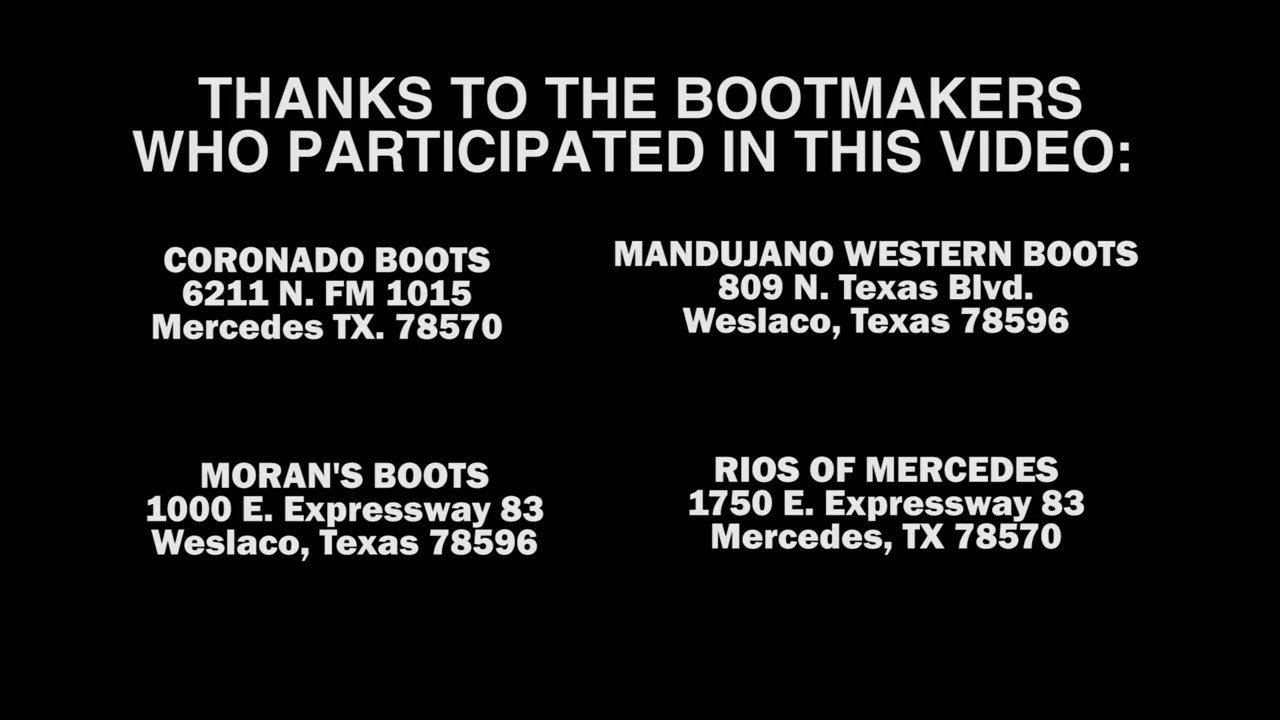 THANKS TO THE BOOTMAKERS
WHO PARTICIPATED IN THIS VIDEO:
CORONADO BOOTS
6211 N. FM 1015
Mercedes TX. 78570
MANDUJANO WESTERN BOOTS
809 N. Texas Blvd.
Weslaco, Texas 78596
MORAN'S BOOTS
1000 E. Expressway 83
Weslaco, Texas 78596
RIOS OF MERCEDES
1750 E. Expressway 83
Mercedes, TX 78570